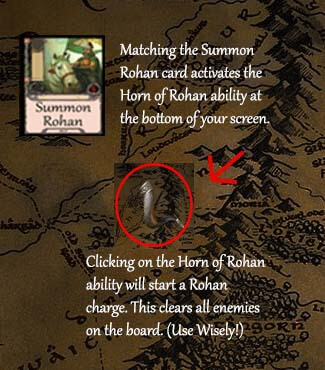 Matching the Summon
Rohan card activates the
Horn of Rohan ability at
the bottom of your screen.
Summon
Rohan
MORIA
Clicking on the Horn of Rohan
ability will start a Rohan
charge. This clears all enemies
on the board. (Use Wisely!)